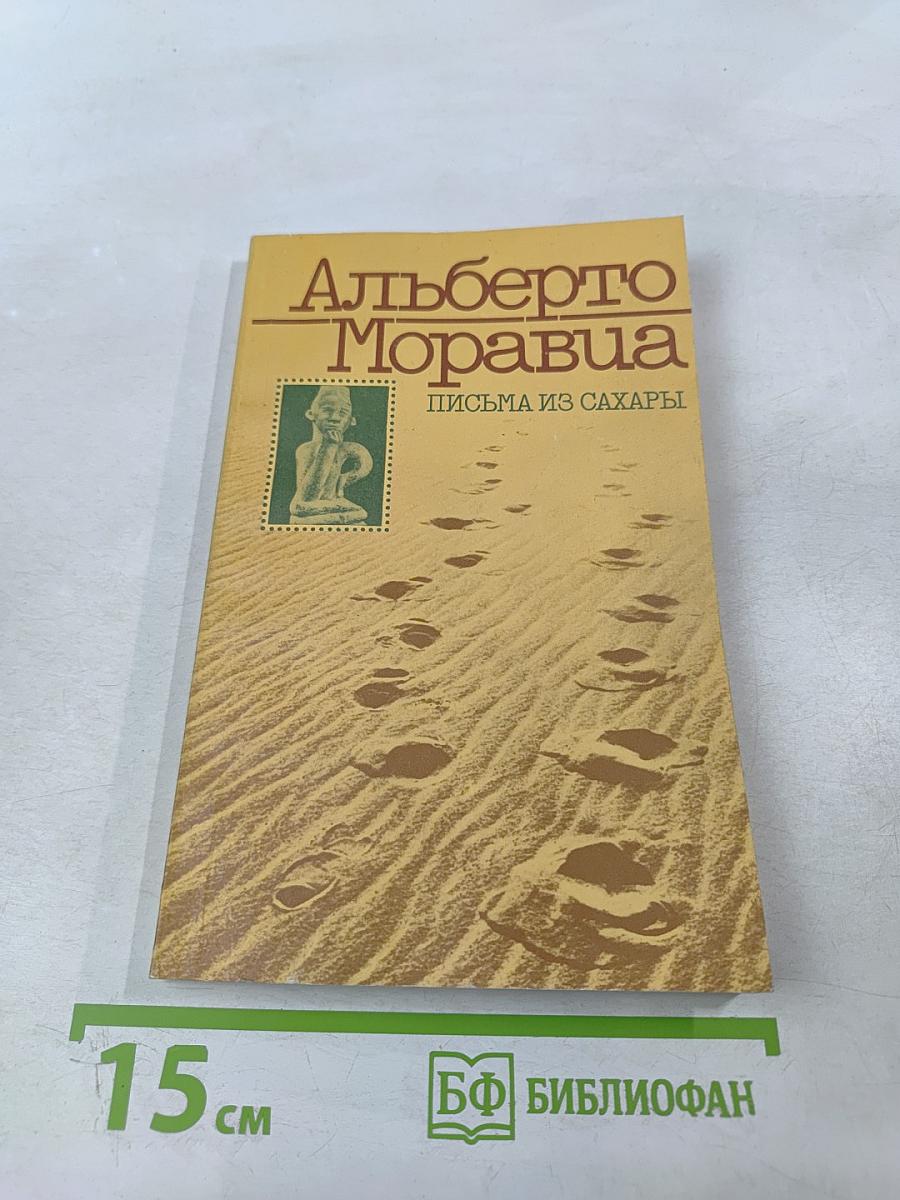 Альберто
Моравиа
ПИСЬМА ИЗ САХАРЫ
15 см
БФ БИБЛИОФАН